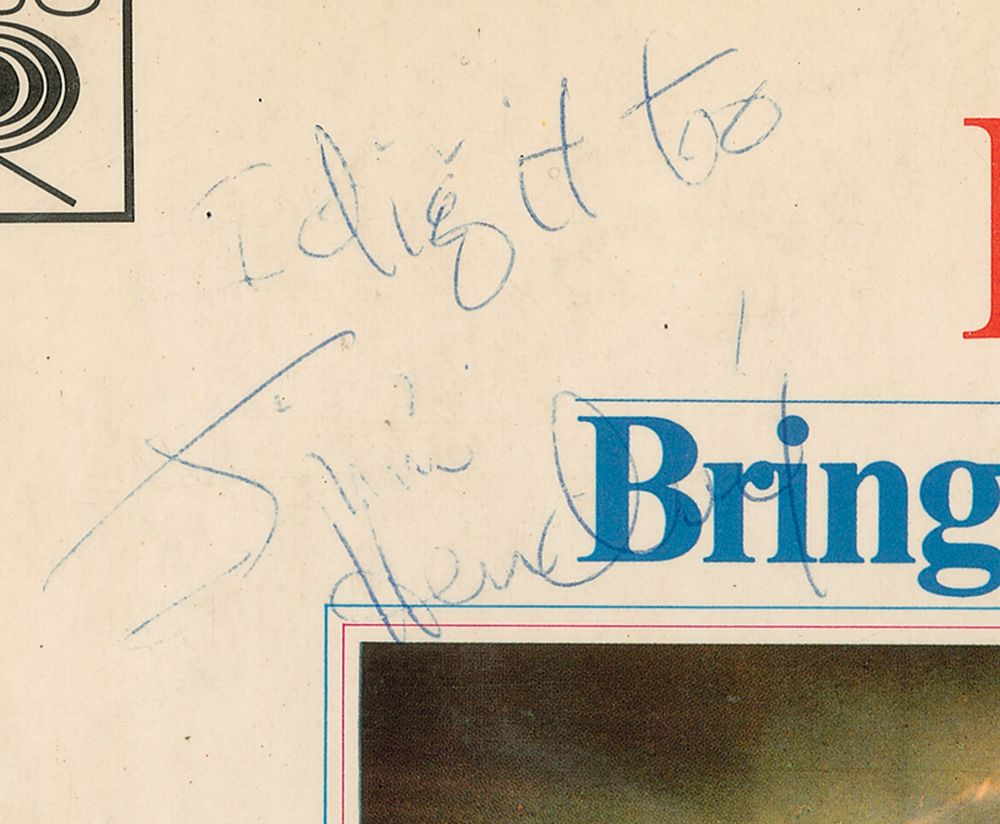 I dig it too
Jimi
Hendrix
Bring